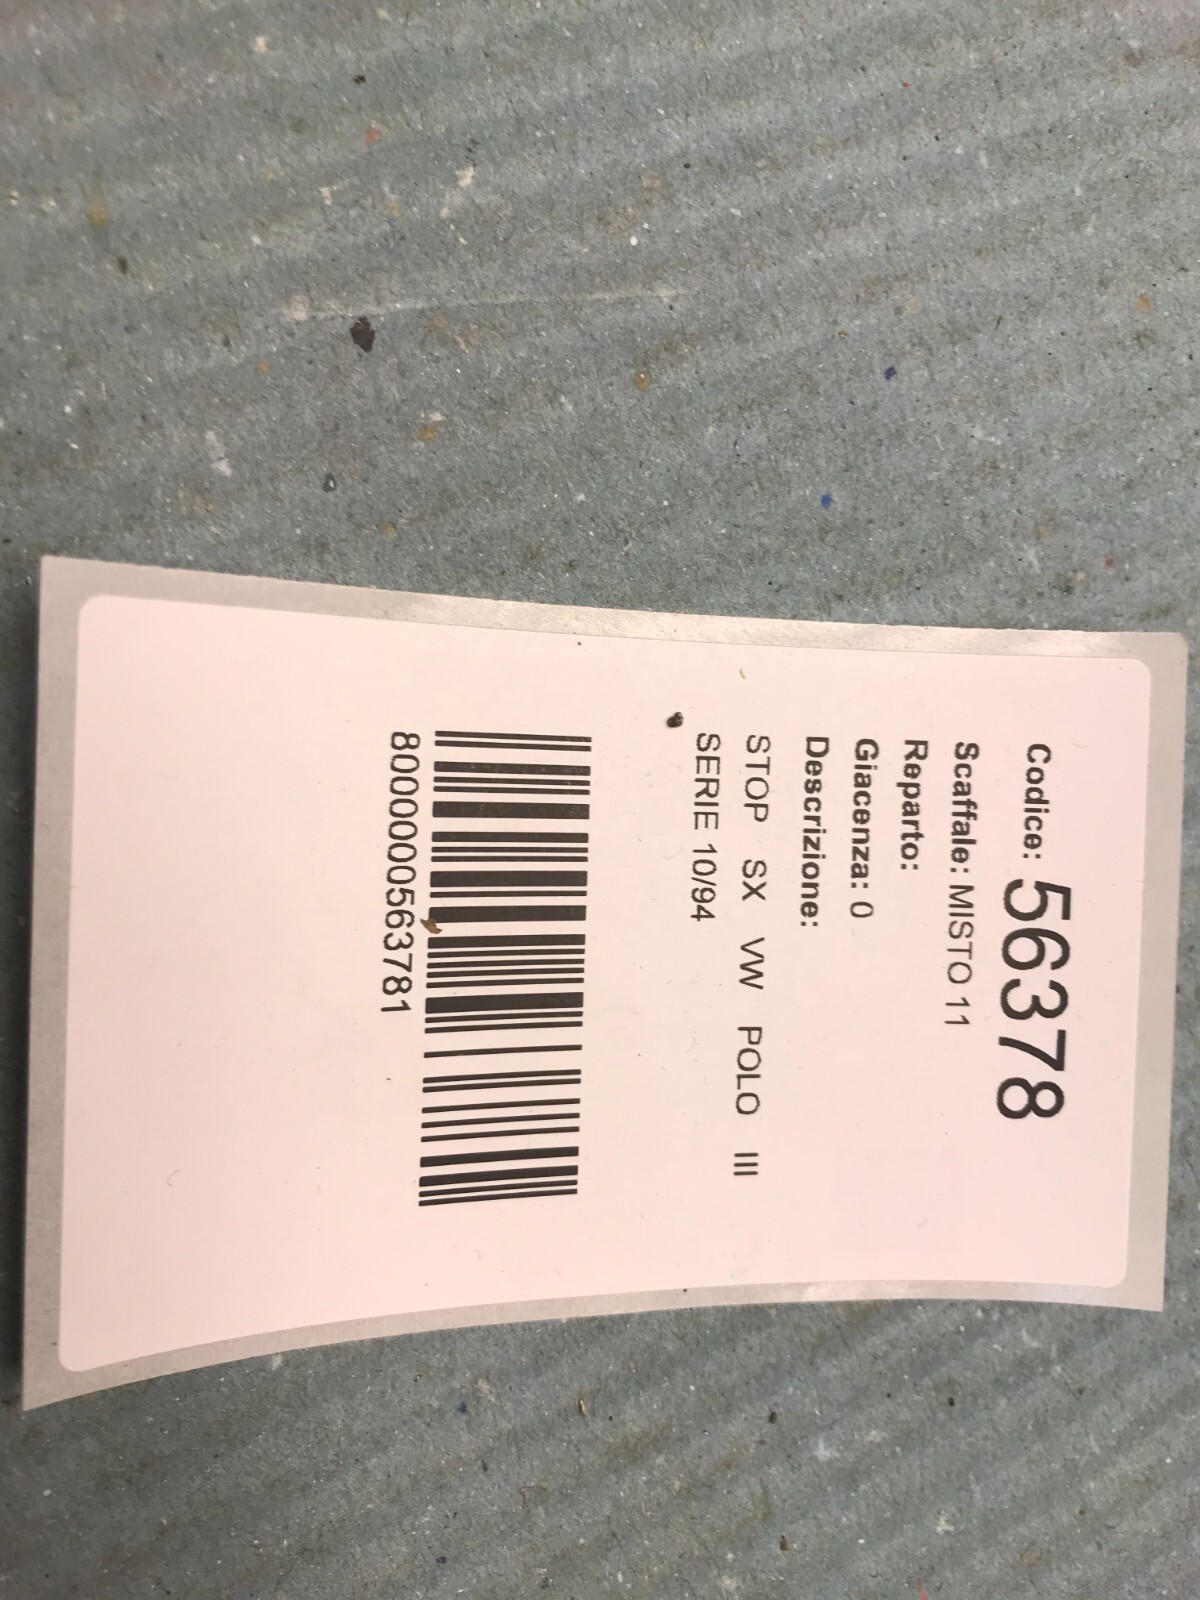 Codice: 56378
Scaffale: MISTO 11
Reparto:
Giacenza: 0
Descrizione:
STOP SX VW POLO III
SERIE 10/94
8000000563781